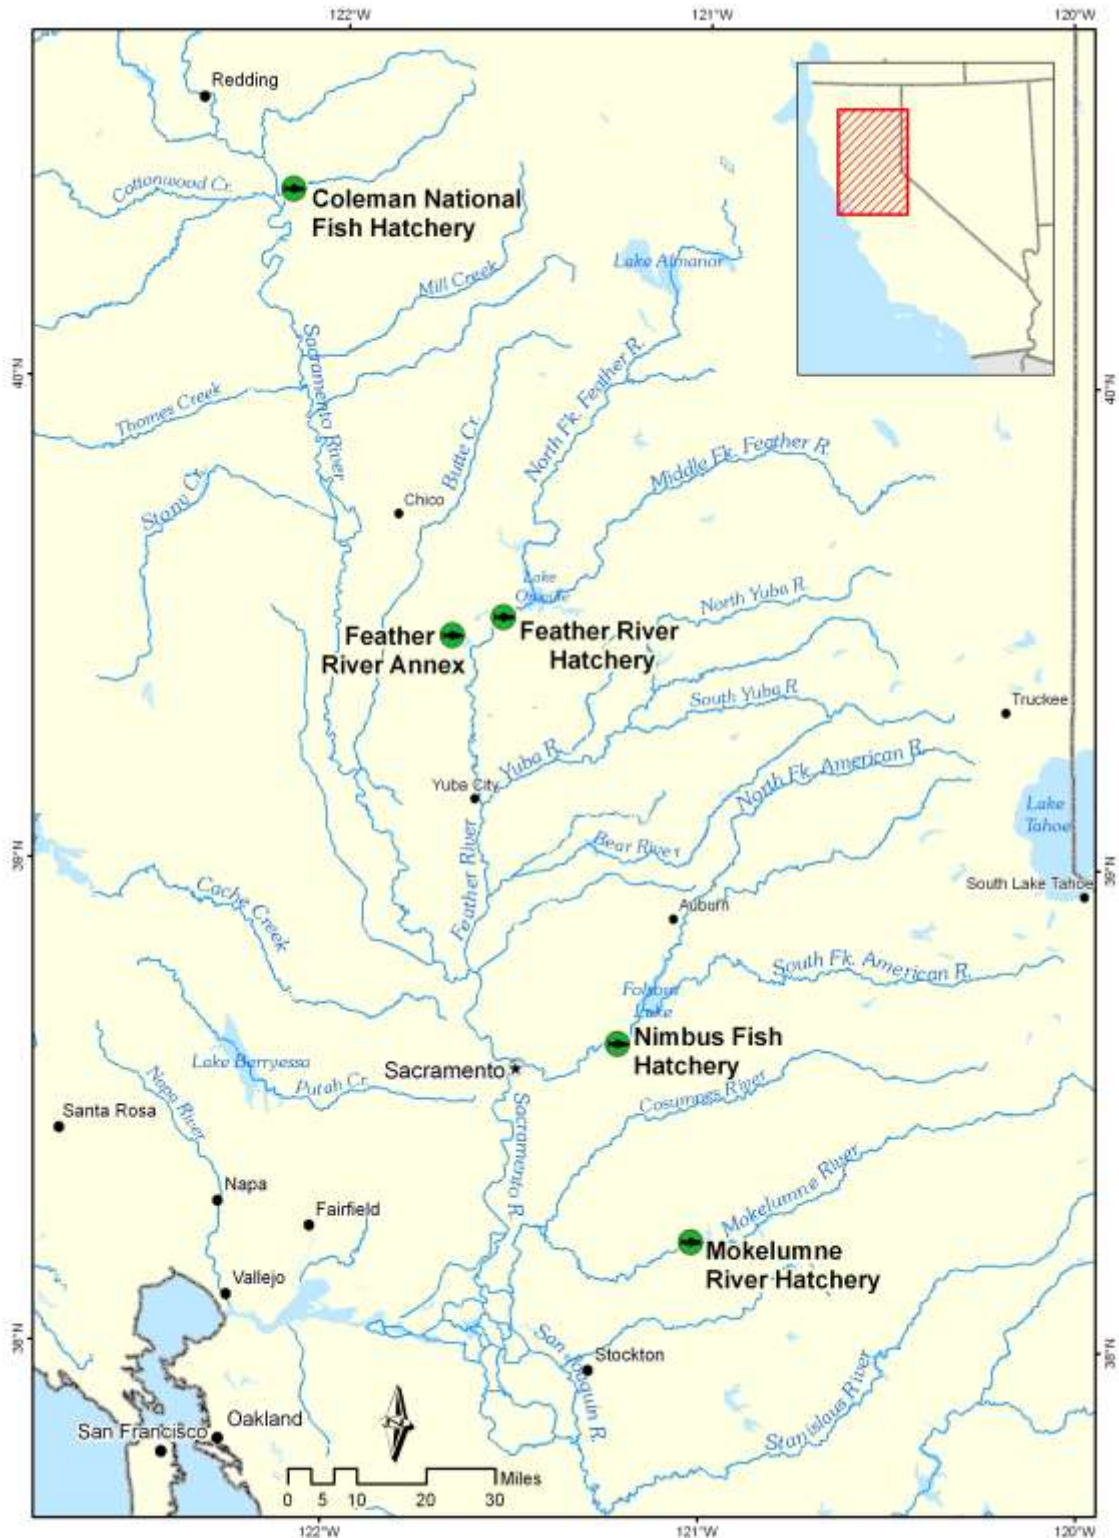 122°W
121°W
120°W
Redding
Cottonwood Cr.
Coleman National
Fish Hatchery
Lake Almanor
Mill Creek
Sacramento River
40°N
40°N
Thomes Creek
Butte Cr.
North Fk. Feather R.
Middle Fk. Feather R.
Stony Cr.
Chico
Lake
Oroville
North Yuba R.
Feather
River Annex
Feather River
Hatchery
South Yuba R.
Truckee
Yuba R.
North Fk. American R.
Yuba City
Lake
Tahoe
Feather River
Bear River
39°N
39°N
South Lake Tahoe
Cache Creek
Auburn
South Fk. American R.
Folsom
Lake
Nimbus Fish
Hatchery
Lake Berryessa
Sacramento
Putah Cr.
Napa River
Cosumnes River
Santa Rosa
Sacramento R.
Napa
Fairfield
Mokelumne River
Mokelumne
River Hatchery
Vallejo
38°N
38°N
San Joaquin R.
Stockton
Stanislaus River
Oakland
San Francisco
Miles
0 5 10 20 30
122°W
121°W
120°W